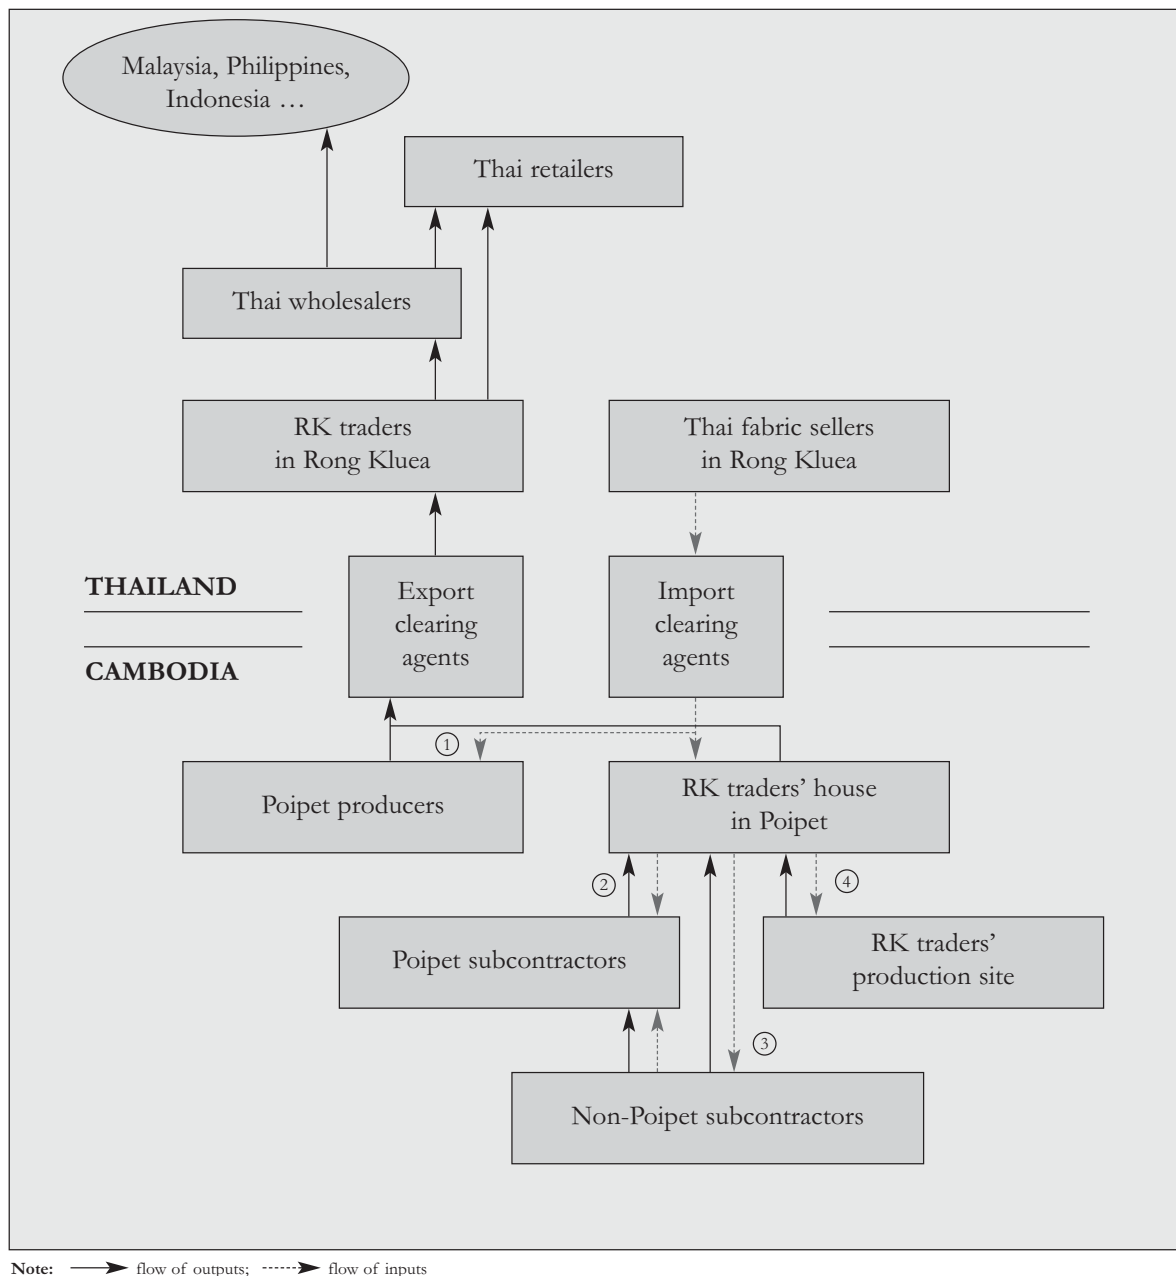 Malaysia, Philippines,
Indonesia …
Thai retailers
Thai wholesalers
RK traders
in Rong Kluea
Thai fabric sellers
in Rong Kluea
THAILAND
Export
clearing
agents
Import
clearing
agents
CAMBODIA
1
Poipet producers
RK traders’ house
in Poipet
2
4
Poipet subcontractors
RK traders’
production site
3
Non-Poipet subcontractors
Note: flow of outputs; flow of inputs